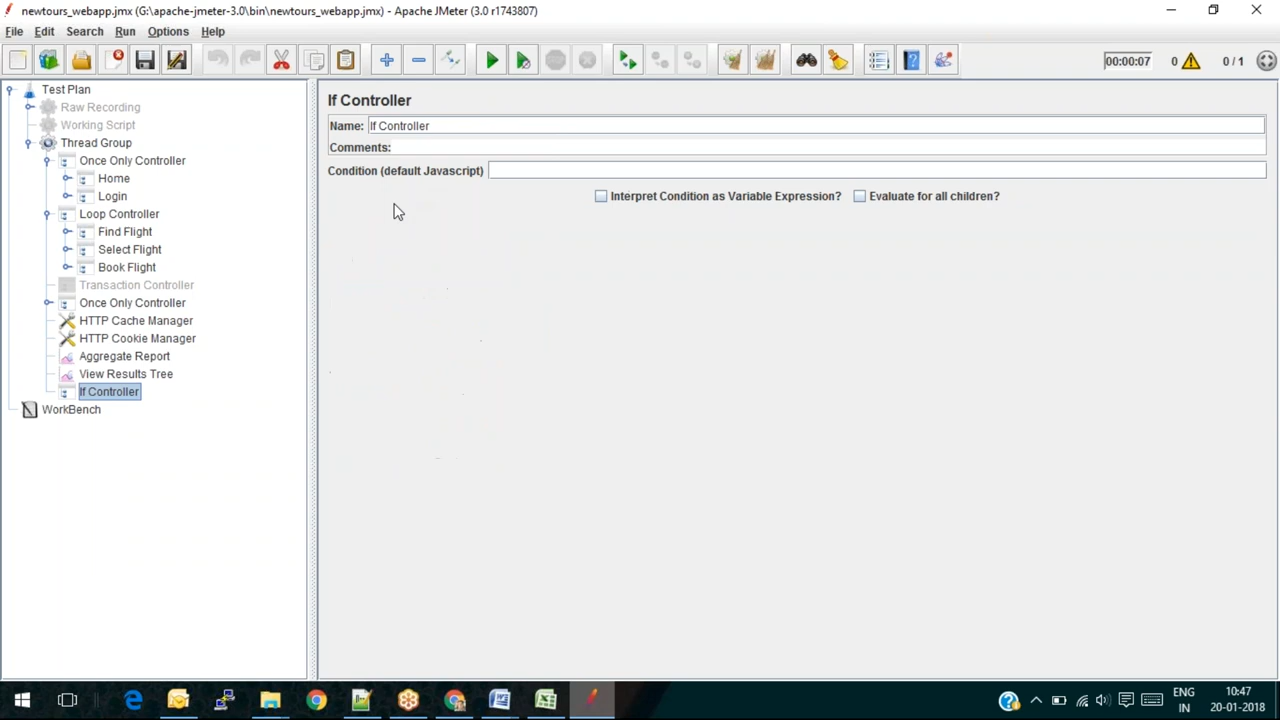 newtours_webapp.jmx (G:\apache-jmeter-3.0\bin\newtours_webapp.jmx) - Apache JMeter (3.0 r1743807)
File Edit Search Run Options Help
00:00:07 0 0 / 1
Test Plan
Raw Recording
Working Script
Thread Group
Once Only Controller
Home
Login
Loop Controller
Find Flight
Select Flight
Book Flight
Transaction Controller
Once Only Controller
HTTP Cache Manager
HTTP Cookie Manager
Aggregate Report
View Results Tree
If Controller
WorkBench
If Controller
Name: If Controller
Comments:
Condition (default Javascript)
Interpret Condition as Variable Expression? Evaluate for all children?
ENG
IN
10:47
20-01-2018